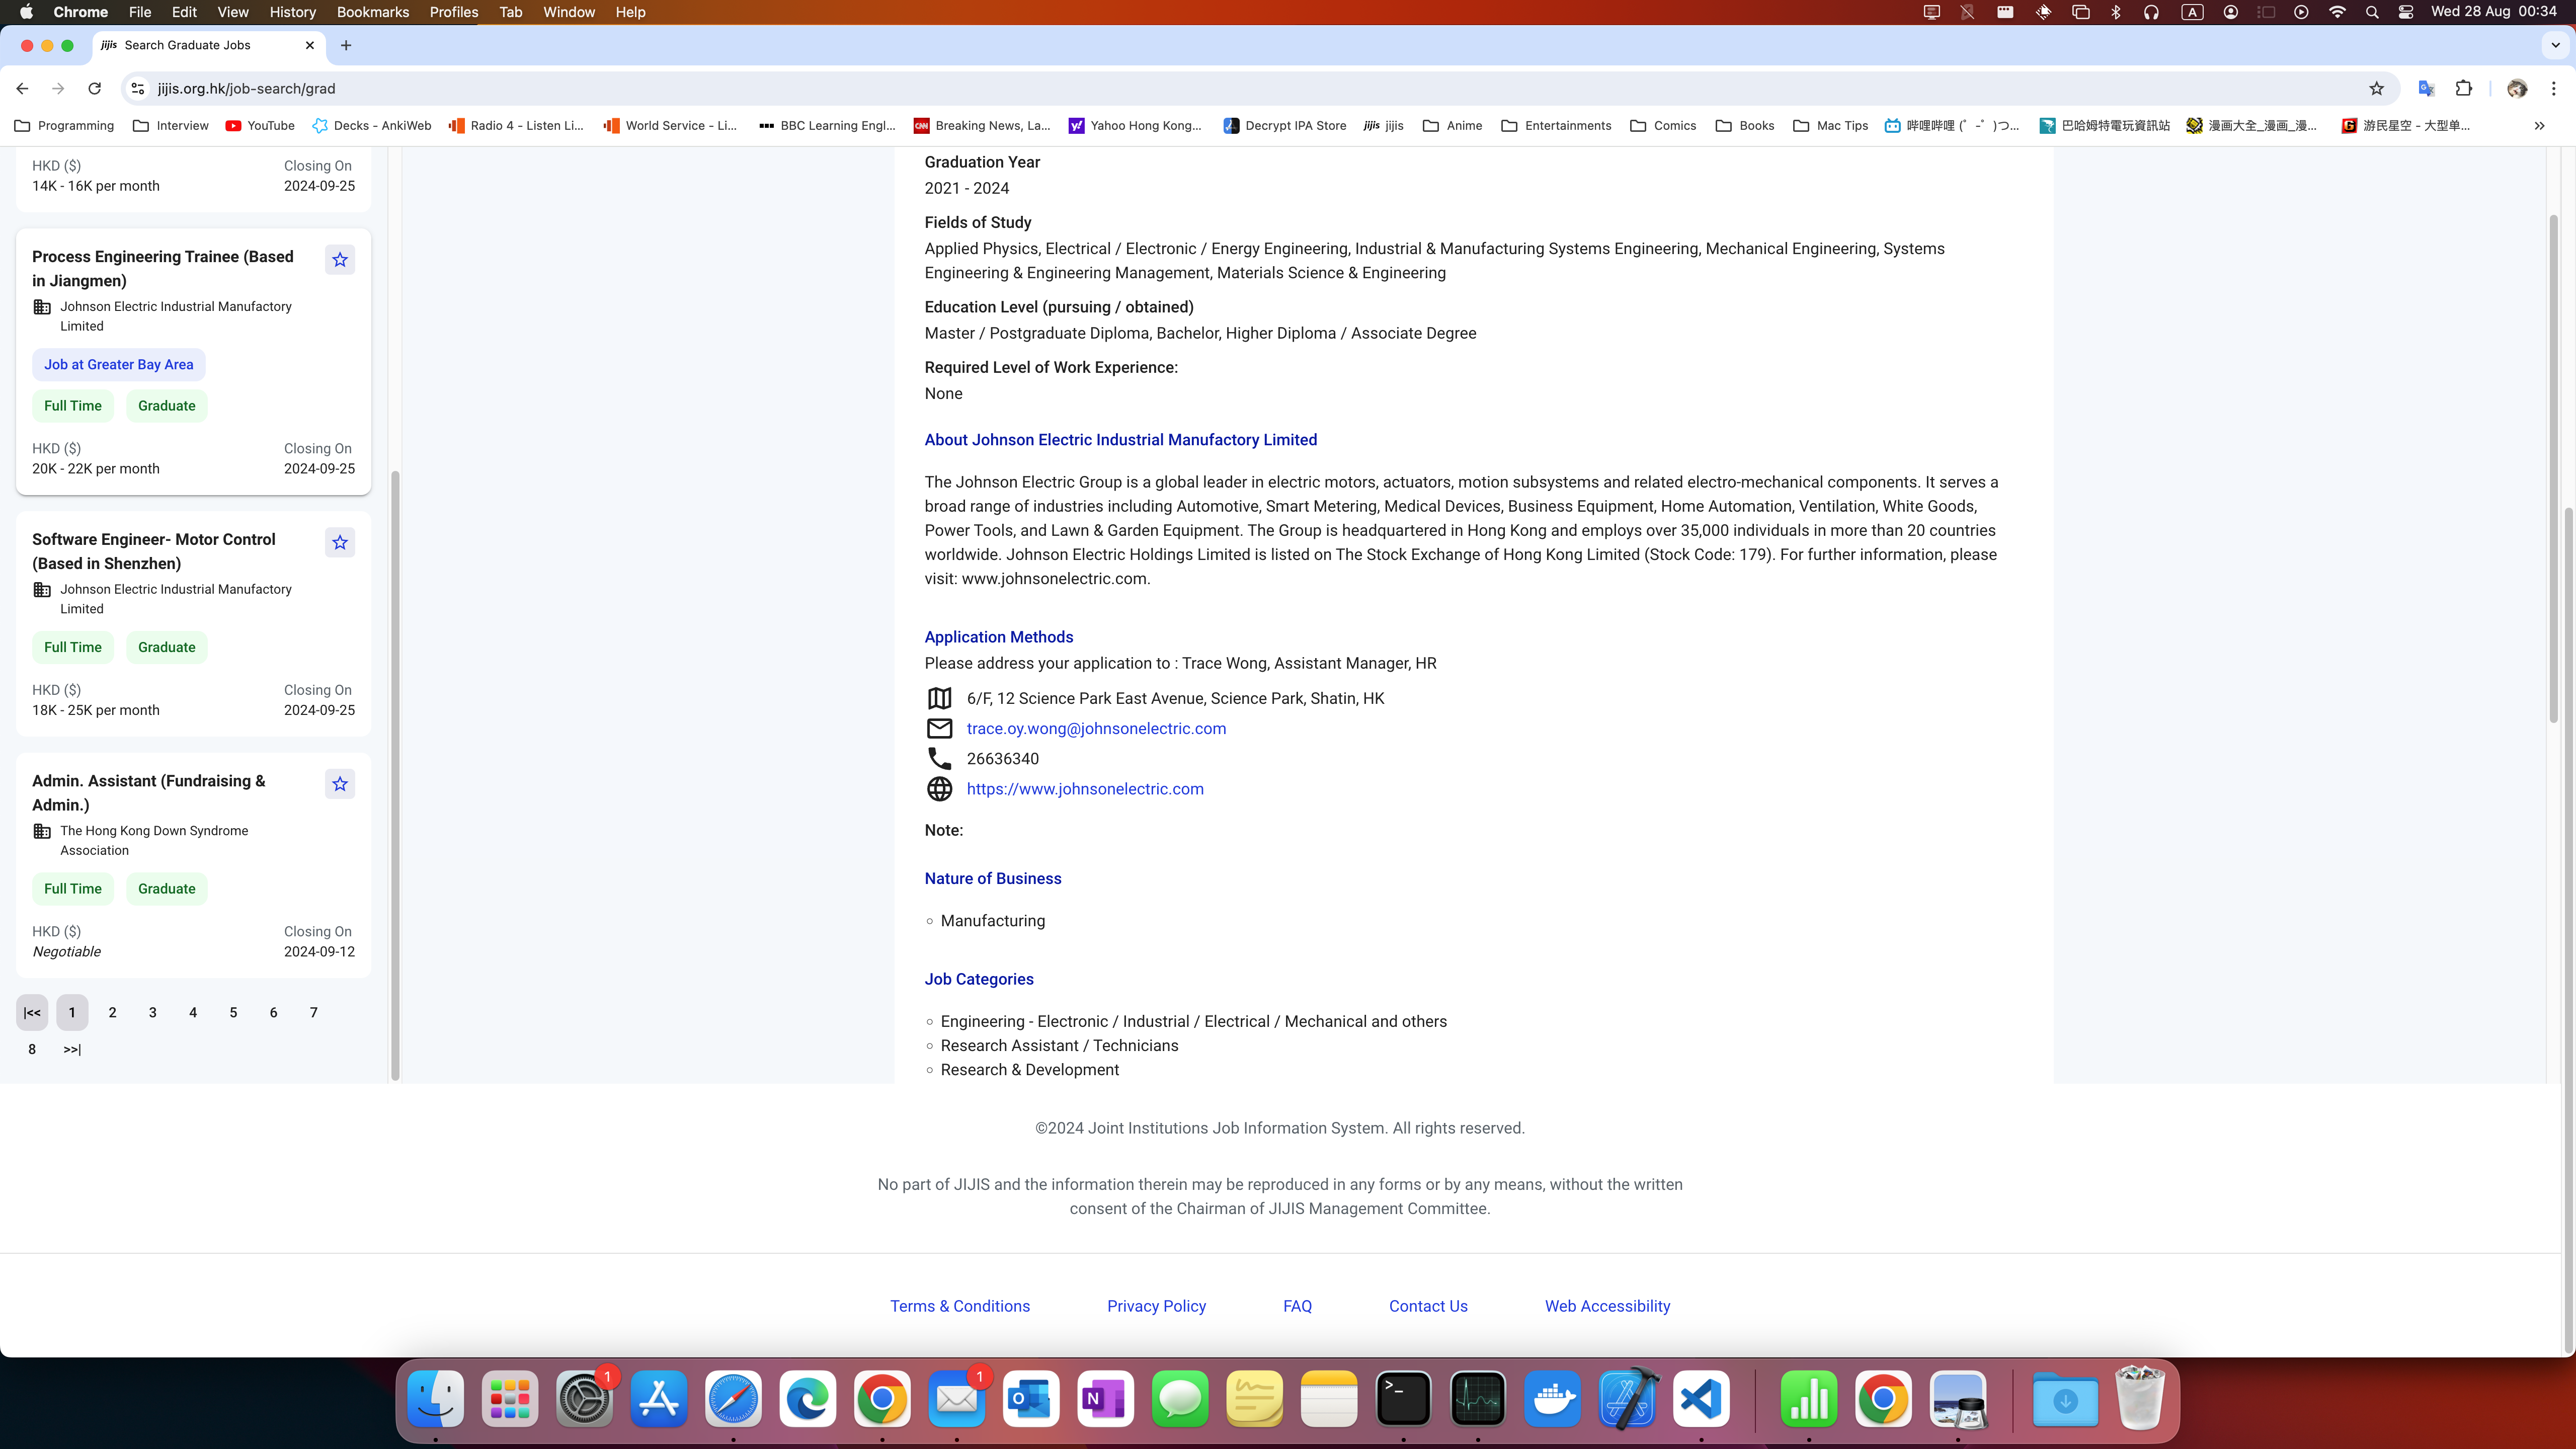 Chrome File Edit View History Bookmarks Profiles Tab Window Help
A
Wed 28 Aug 00:34
jijis Search Graduate Jobs
jijis.org.hk/job-search/grad
Programming
Interview
YouTube
Decks - AnkiWeb
Radio 4 - Listen Li...
World Service - Li...
BBC Learning Engl...
CNN Breaking News, La...
Yahoo Hong Kong...
Decrypt IPA Store
jijis jijis
Anime
Entertainments
Comics
Books
Mac Tips
哔哩哔哩 (゜-゜)つ...
巴哈姆特電玩資訊站
漫画大全_漫画_漫...
游民星空 - 大型单...
HKD ($) Closing On
14K - 16K per month 2024-09-25
Process Engineering Trainee (Based
in Jiangmen)
Johnson Electric Industrial Manufactory
Limited
Job at Greater Bay Area
Full Time Graduate
HKD ($) Closing On
20K - 22K per month 2024-09-25
Software Engineer- Motor Control
(Based in Shenzhen)
Johnson Electric Industrial Manufactory
Limited
Full Time Graduate
HKD ($) Closing On
18K - 25K per month 2024-09-25
Admin. Assistant (Fundraising &
Admin.)
The Hong Kong Down Syndrome
Association
Full Time Graduate
HKD ($) Closing On
Negotiable 2024-09-12
|<< 1 2 3 4 5 6 7
8 >>|
Graduation Year
2021 - 2024
Fields of Study
Applied Physics, Electrical / Electronic / Energy Engineering, Industrial & Manufacturing Systems Engineering, Mechanical Engineering, Systems
Engineering & Engineering Management, Materials Science & Engineering
Education Level (pursuing / obtained)
Master / Postgraduate Diploma, Bachelor, Higher Diploma / Associate Degree
Required Level of Work Experience:
None
About Johnson Electric Industrial Manufactory Limited
The Johnson Electric Group is a global leader in electric motors, actuators, motion subsystems and related electro-mechanical components. It serves a
broad range of industries including Automotive, Smart Metering, Medical Devices, Business Equipment, Home Automation, Ventilation, White Goods,
Power Tools, and Lawn & Garden Equipment. The Group is headquartered in Hong Kong and employs over 35,000 individuals in more than 20 countries
worldwide. Johnson Electric Holdings Limited is listed on The Stock Exchange of Hong Kong Limited (Stock Code: 179). For further information, please
visit: www.johnsonelectric.com.
Application Methods
Please address your application to : Trace Wong, Assistant Manager, HR
6/F, 12 Science Park East Avenue, Science Park, Shatin, HK
trace.oy.wong@johnsonelectric.com
26636340
https://www.johnsonelectric.com
Note:
Nature of Business
Manufacturing
Job Categories
Engineering - Electronic / Industrial / Electrical / Mechanical and others
Research Assistant / Technicians
Research & Development
©2024 Joint Institutions Job Information System. All rights reserved.
No part of JIJIS and the information therein may be reproduced in any forms or by any means, without the written
consent of the Chairman of JIJIS Management Committee.
Terms & Conditions Privacy Policy FAQ Contact Us Web Accessibility
1
1